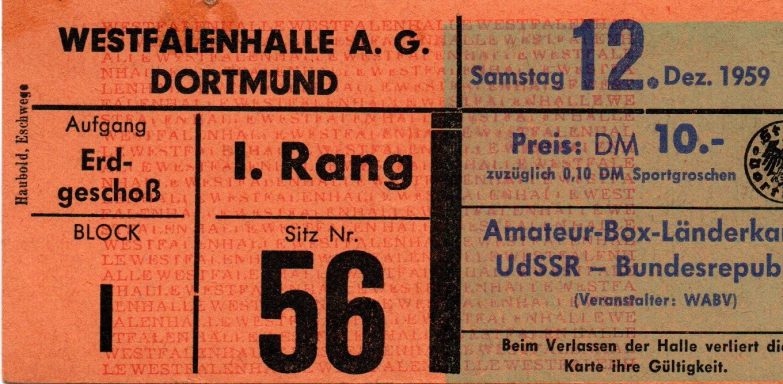 WESTFALENHALLE A. G.
DORTMUND
Haubold, Eschwege
Aufgang
Erd-
geschoß
BLOCK
I
I. Rang
Sitz Nr.
56
Samstag 12. Dez. 1959
Preis: DM 10.-
zuzüglich 0,10 DM Sportgroschen
Amateur-Box-Länderka
UdSSR – Bundesrepub
(Veranstalter: WABV)
Beim Verlassen der Halle verliert die
Karte ihre Gültigkeit.